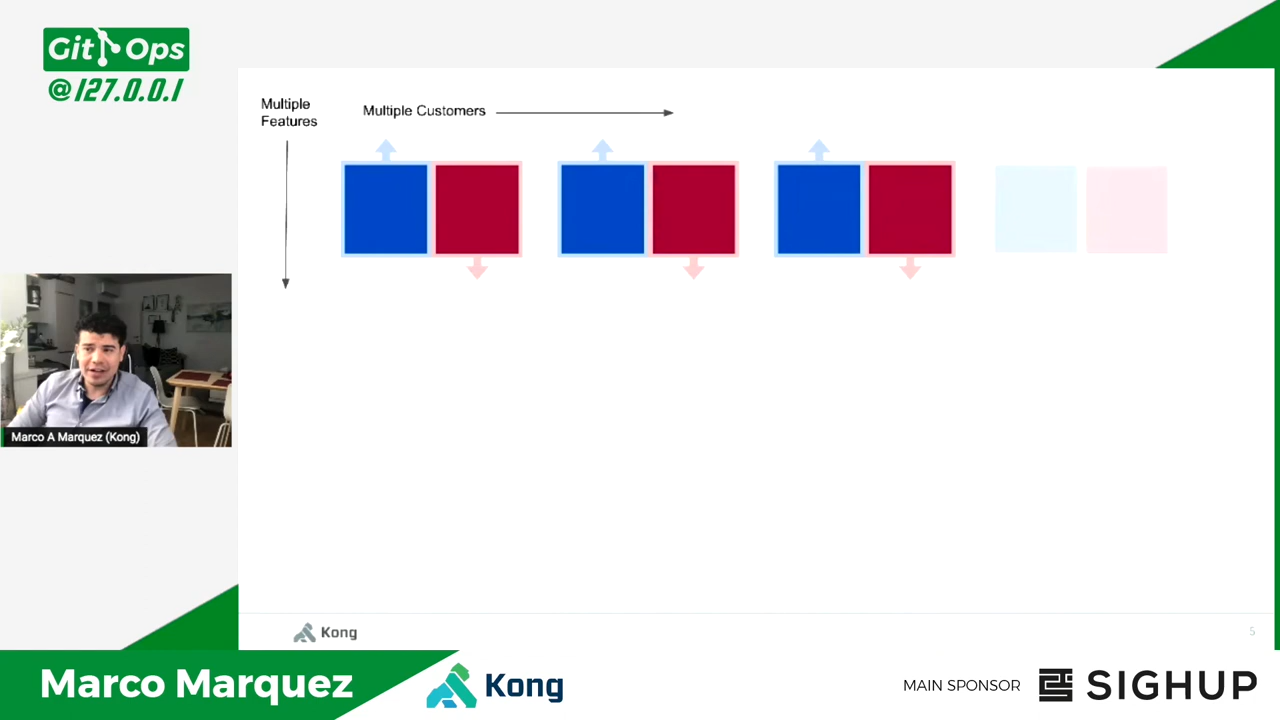 Git Ops
@127.0.0.1
Multiple
Features
Multiple Customers
Marco A Marquez (Kong)
Kong
5
Marco Marquez
Kong
MAIN SPONSOR
SIGHUP